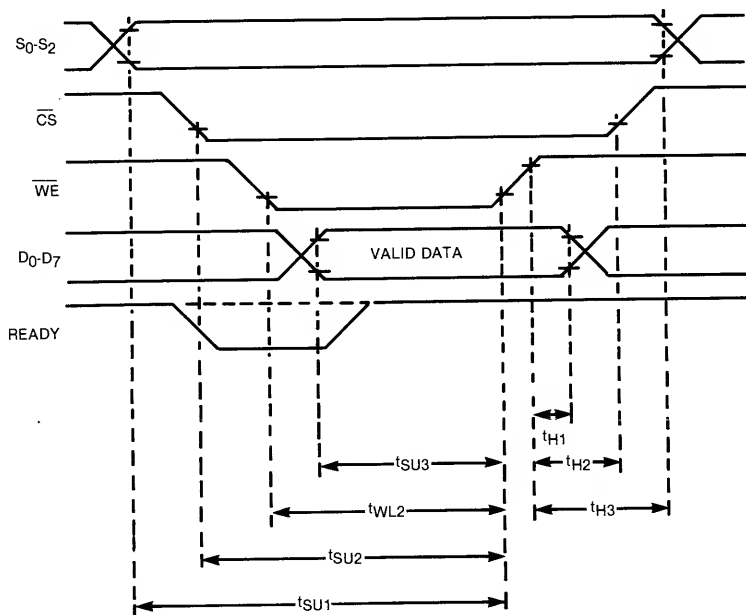 S0-S2
CS
WE
D0-D7
VALID DATA
READY
tH1
tSU3
tH2
tWL2
tH3
tSU2
tSU1